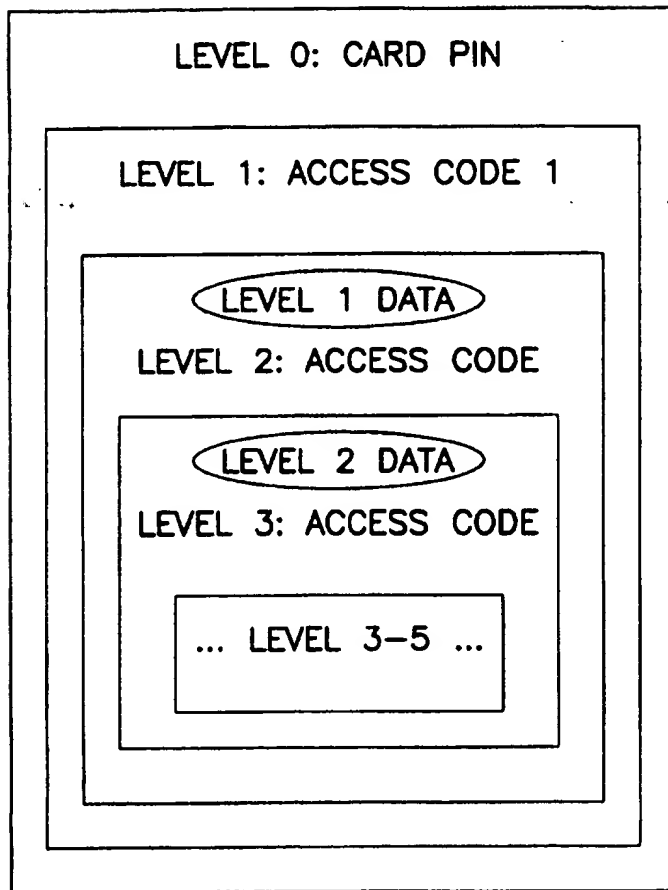 LEVEL 0: CARD PIN
LEVEL 1: ACCESS CODE 1
LEVEL 1 DATA
LEVEL 2: ACCESS CODE
LEVEL 2 DATA
LEVEL 3: ACCESS CODE
... LEVEL 3-5 ...